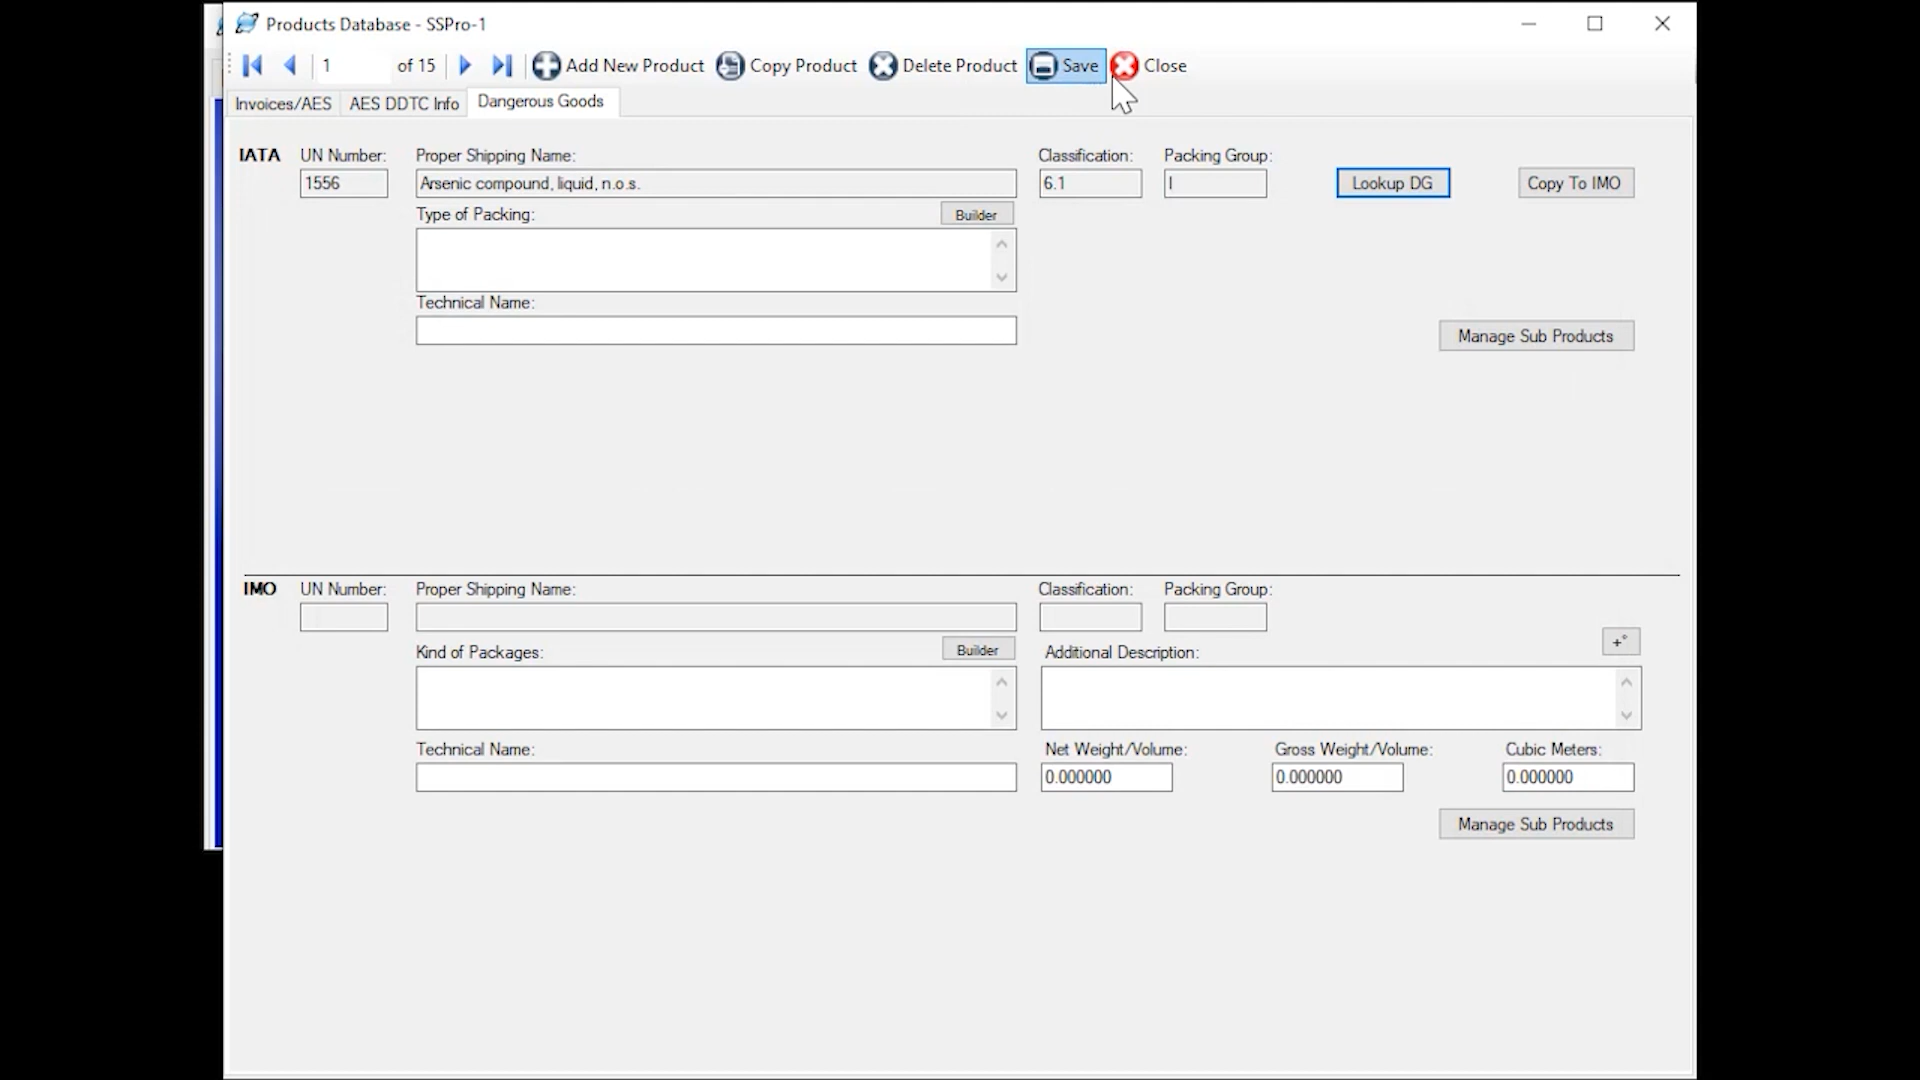 Products Database - SSPro-1
1 of 15 Add New Product Copy Product Delete Product Save Close
Invoices/AES AES DDTC Info Dangerous Goods
IATA UN Number: Proper Shipping Name: Classification: Packing Group:
1556 Arsenic compound, liquid, n.o.s. 6.1 I Lookup DG Copy To IMO
Type of Packing: Builder
Technical Name:
Manage Sub Products
IMO UN Number: Proper Shipping Name: Classification: Packing Group:
+°
Kind of Packages: Builder Additional Description:
Technical Name: Net Weight/Volume: Gross Weight/Volume: Cubic Meters:
0.000000 0.000000 0.000000
Manage Sub Products